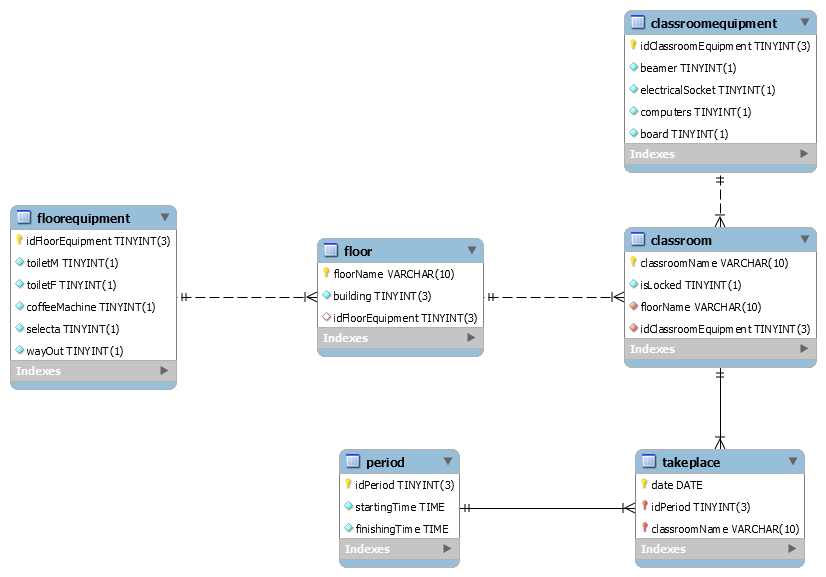 classroomequipment
idClassroomEquipment TINYINT(3)
beamer TINYINT(1)
electricalSocket TINYINT(1)
computers TINYINT(1)
board TINYINT(1)
Indexes
floorequipment
idFloorEquipment TINYINT(3)
toiletM TINYINT(1)
toiletF TINYINT(1)
coffeeMachine TINYINT(1)
selecta TINYINT(1)
wayOut TINYINT(1)
Indexes
floor
floorName VARCHAR(10)
building TINYINT(3)
idFloorEquipment TINYINT(3)
Indexes
classroom
classroomName VARCHAR(10)
isLocked TINYINT(1)
floorName VARCHAR(10)
idClassroomEquipment TINYINT(3)
Indexes
period
idPeriod TINYINT(3)
startingTime TIME
finishingTime TIME
Indexes
takeplace
date DATE
idPeriod TINYINT(3)
classroomName VARCHAR(10)
Indexes